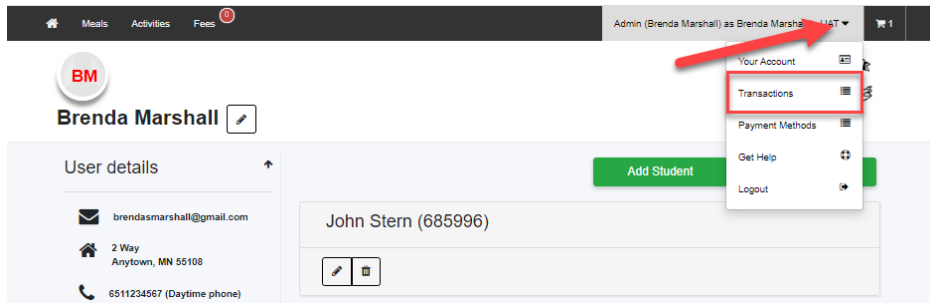 Meals Activities Fees 0 Admin (Brenda Marshall) as Brenda Marshall UAT 1
BM
Brenda Marshall
Your Account
Transactions
Payment Methods
Get Help
Logout
User details
Add Student
brendasmarshall@gmail.com
2 Way
Anytown, MN 55108
6511234567 (Daytime phone)
John Stern (685996)